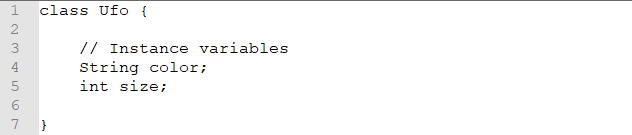 1 class Ufo {
2
3     // Instance variables
4     String color;
5     int size;
6
7 }